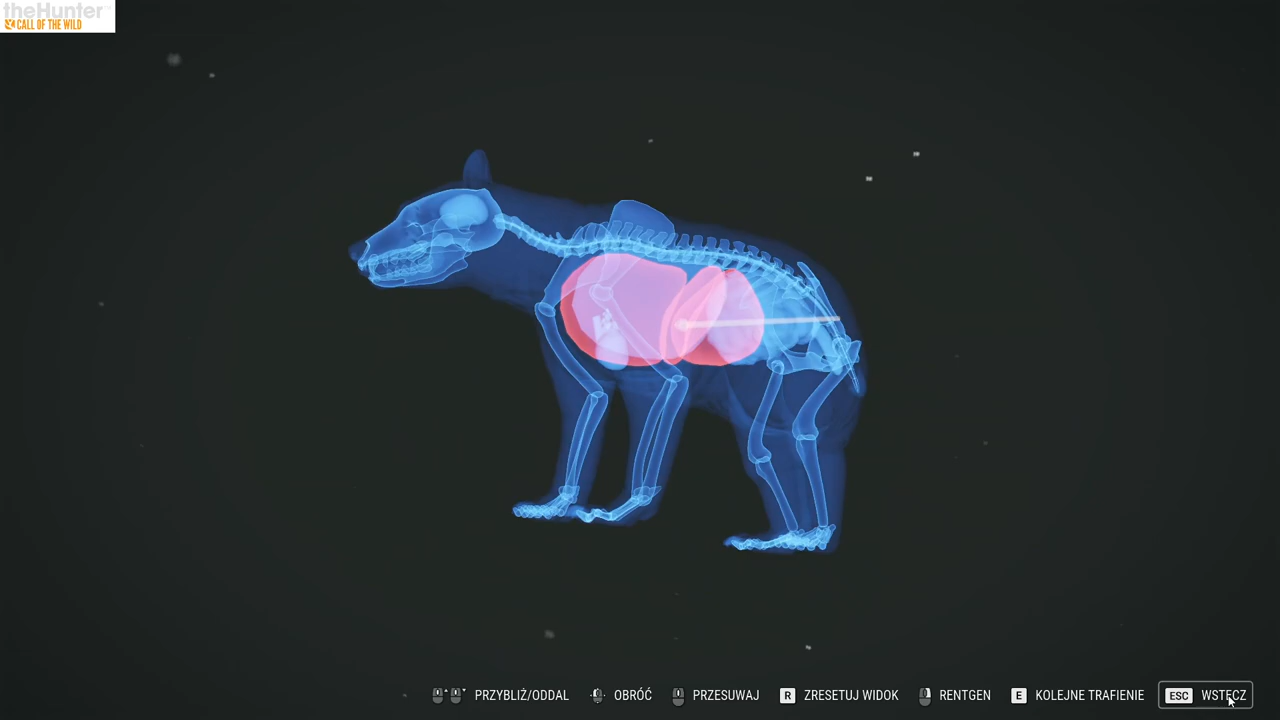 theHunter
CALL OF THE WILD
PRZYBLIŻ/ODDAL
OBRÓĆ
PRZESUWAJ
R ZRESETUJ WIDOK
RENTGEN
E KOLEJNE TRAFIENIE
ESC WSTECZ